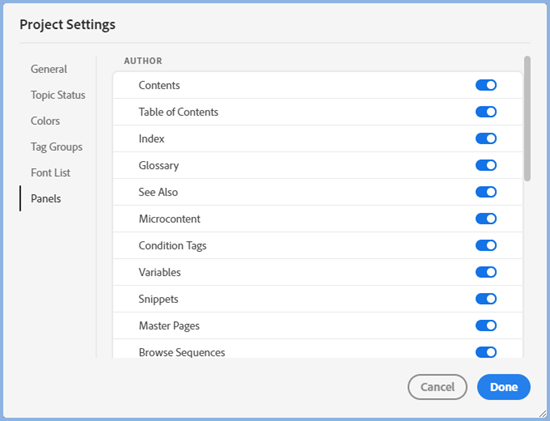 Project Settings
General
Topic Status
Colors
Tag Groups
Font List
Panels
AUTHOR
Contents
Table of Contents
Index
Glossary
See Also
Microcontent
Condition Tags
Variables
Snippets
Master Pages
Browse Sequences
Cancel
Done